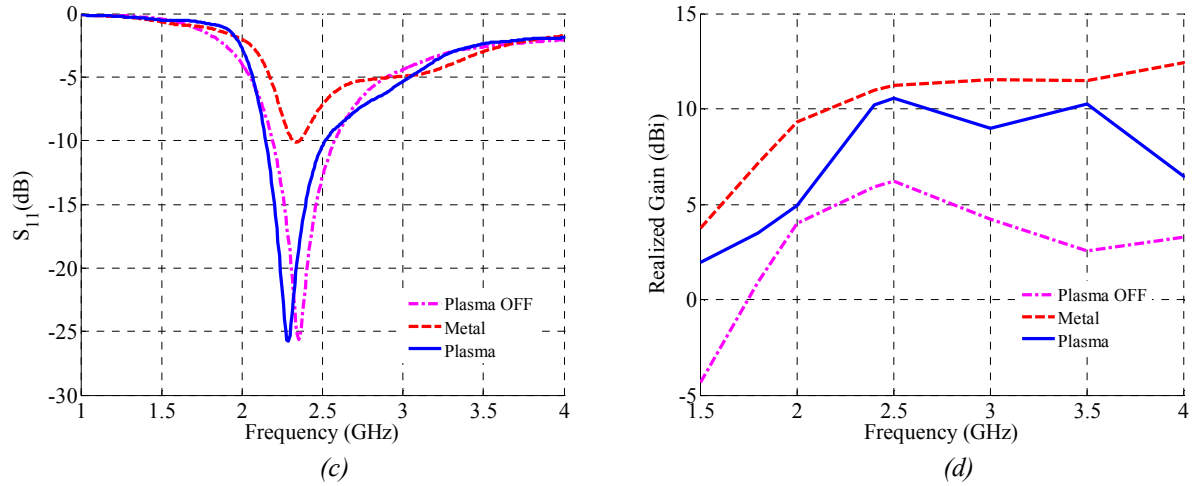 0
-5
-10
-15
-20
-25
-30
S11(dB)
Plasma OFF
Metal
Plasma
1 1.5 2 2.5 3 3.5 4
Frequency (GHz)
(c)
15
10
5
0
-5
Realized Gain (dBi)
Plasma OFF
Metal
Plasma
1.5 2 2.5 3 3.5 4
Frequency (GHz)
(d)